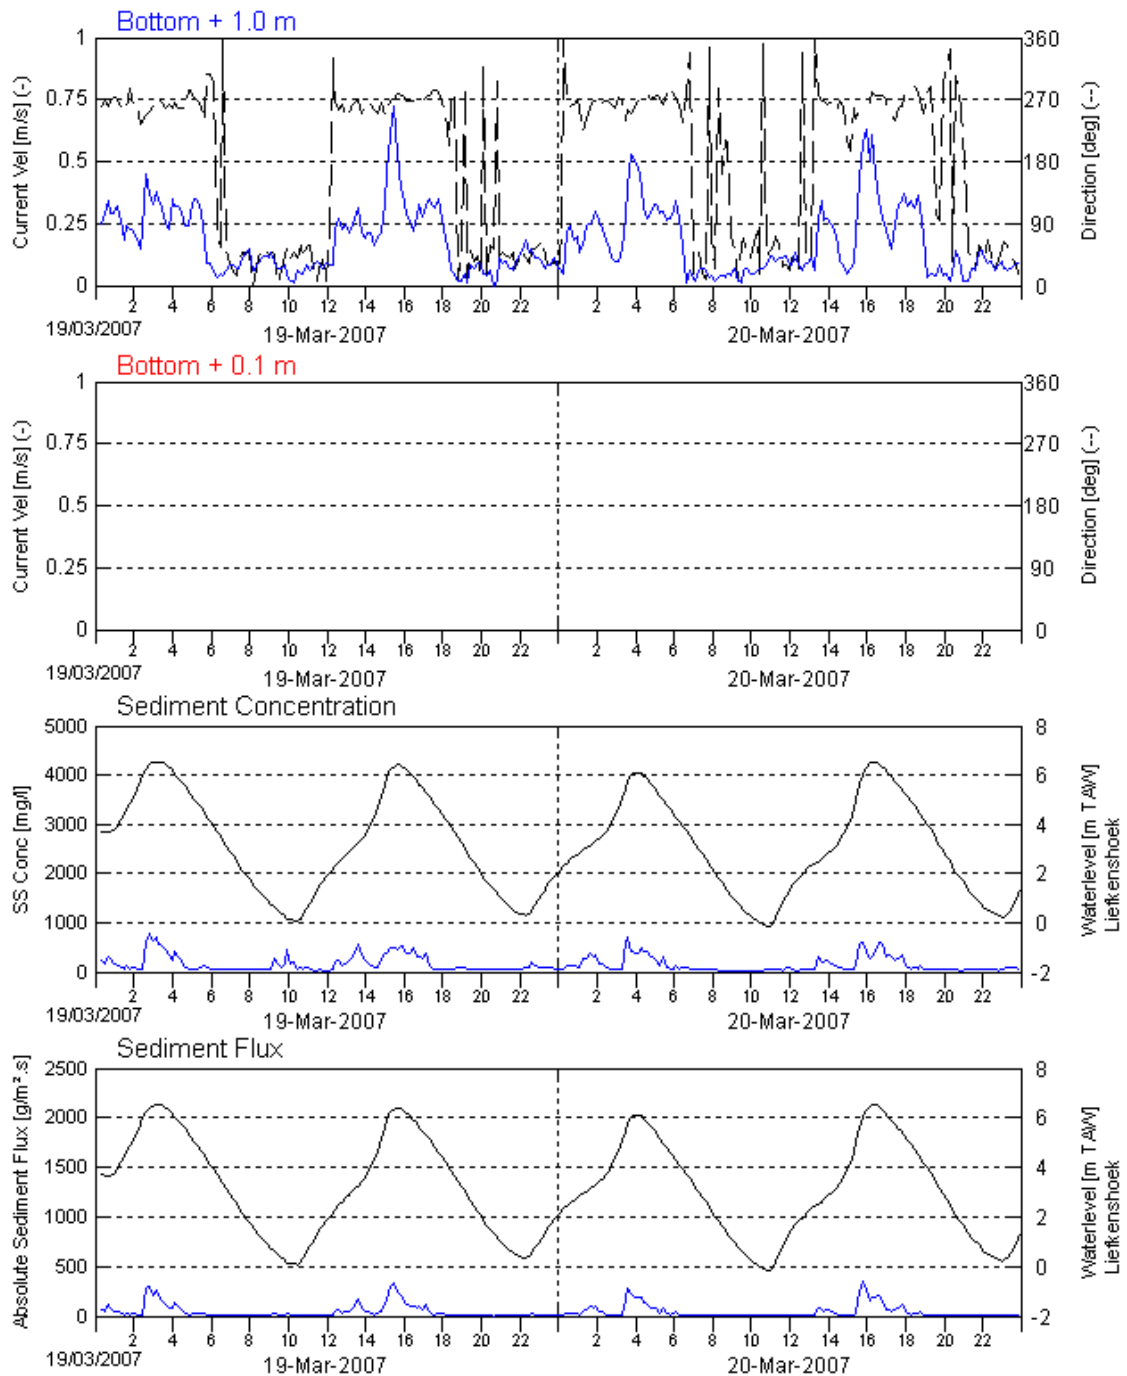 Bottom + 1.0 m
Current Vel [m/s] (-)
1
0.75
0.5
0.25
0
360
270
180
90
0
Direction [deg] (--)
2 4 6 8 10 12 14 16 18 20 22 2 4 6 8 10 12 14 16 18 20 22
19/03/2007
19-Mar-2007 20-Mar-2007
Bottom + 0.1 m
Current Vel [m/s] (-)
1
0.75
0.5
0.25
0
360
270
180
90
0
Direction [deg] (--)
2 4 6 8 10 12 14 16 18 20 22 2 4 6 8 10 12 14 16 18 20 22
19/03/2007
19-Mar-2007 20-Mar-2007
Sediment Concentration
SS Conc [mg/l]
5000
4000
3000
2000
1000
0
8
6
4
2
0
-2
Waterlevel [m TAW]
Liefkenshoek
2 4 6 8 10 12 14 16 18 20 22 2 4 6 8 10 12 14 16 18 20 22
19/03/2007
19-Mar-2007 20-Mar-2007
Sediment Flux
Absolute Sediment Flux [g/m².s]
2500
2000
1500
1000
500
0
8
6
4
2
0
-2
Waterlevel [m TAW]
Liefkenshoek
2 4 6 8 10 12 14 16 18 20 22 2 4 6 8 10 12 14 16 18 20 22
19/03/2007
19-Mar-2007 20-Mar-2007